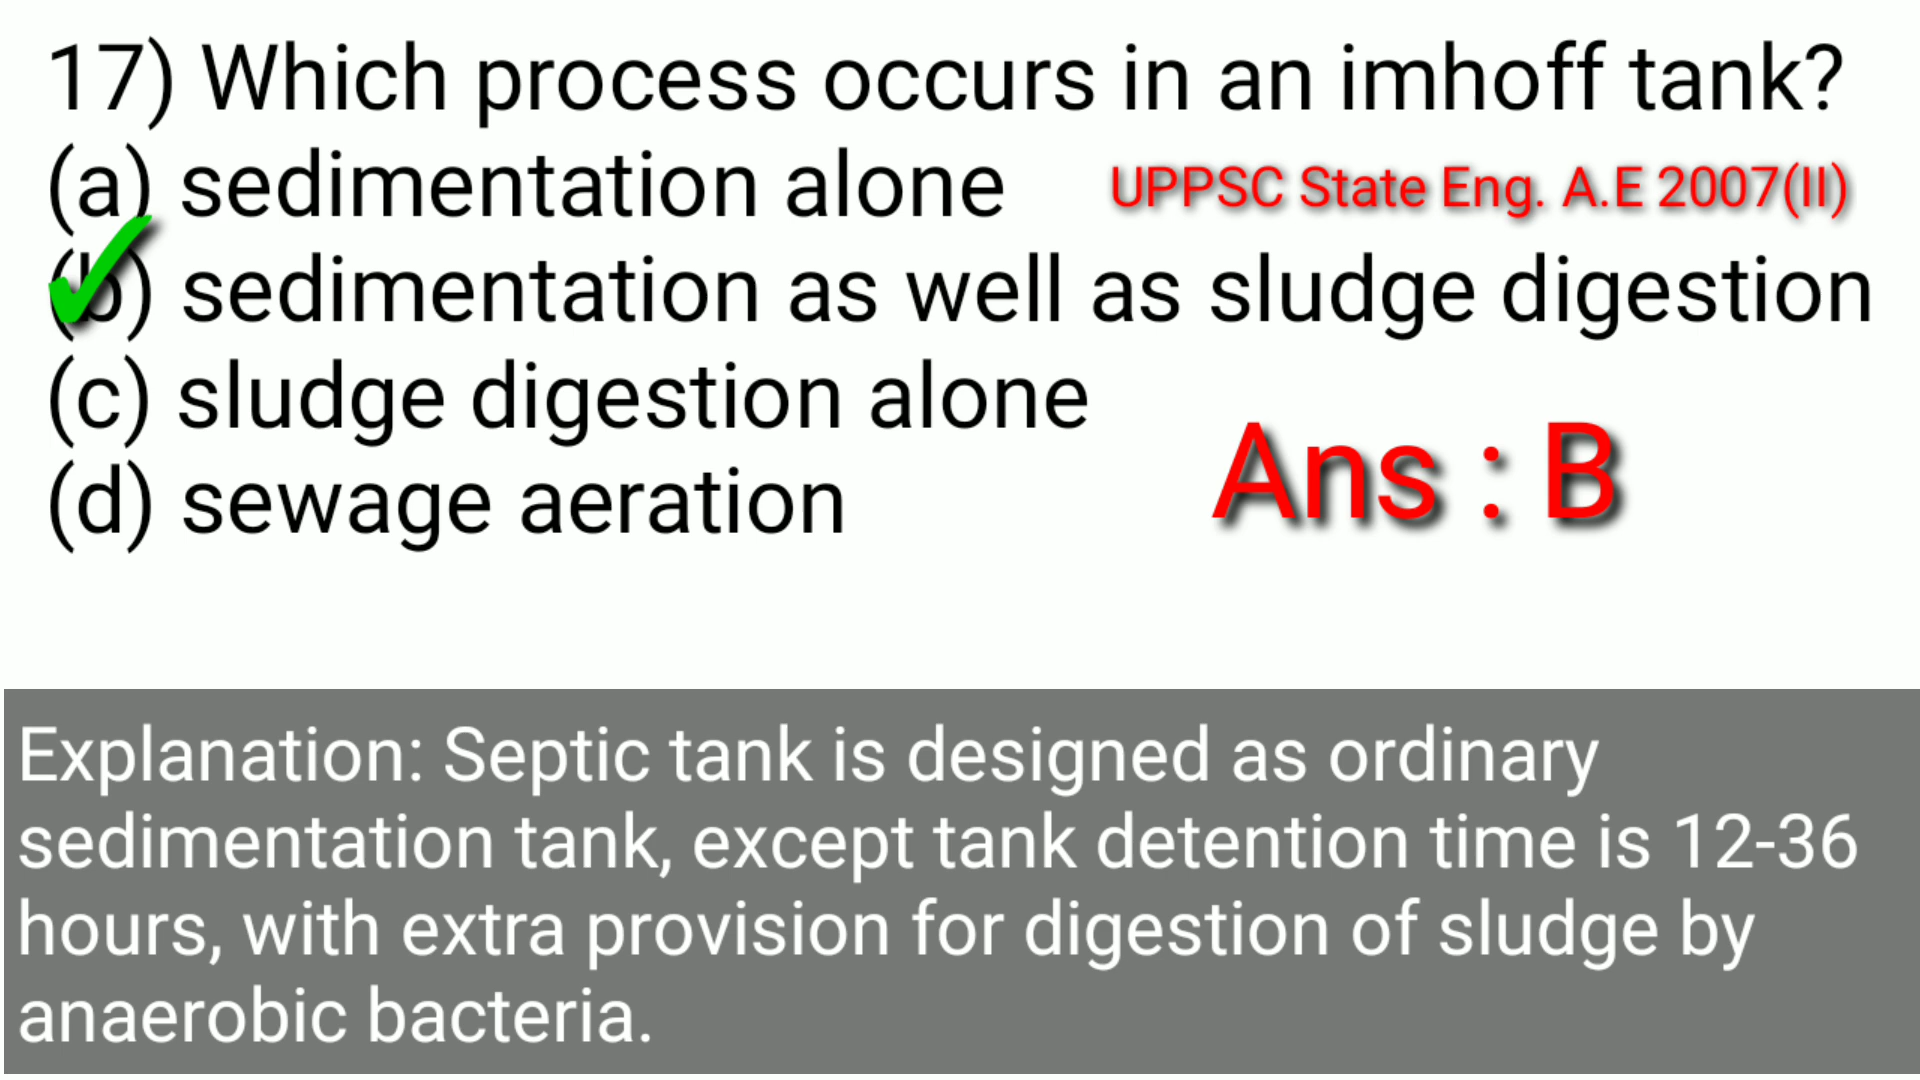 17) Which process occurs in an imhoff tank?
(a) sedimentation alone
UPPSC State Eng. A.E 2007(II)
(b) sedimentation as well as sludge digestion
(c) sludge digestion alone
(d) sewage aeration
Ans : B
Explanation: Septic tank is designed as ordinary
sedimentation tank, except tank detention time is 12-36
hours, with extra provision for digestion of sludge by
anaerobic bacteria.